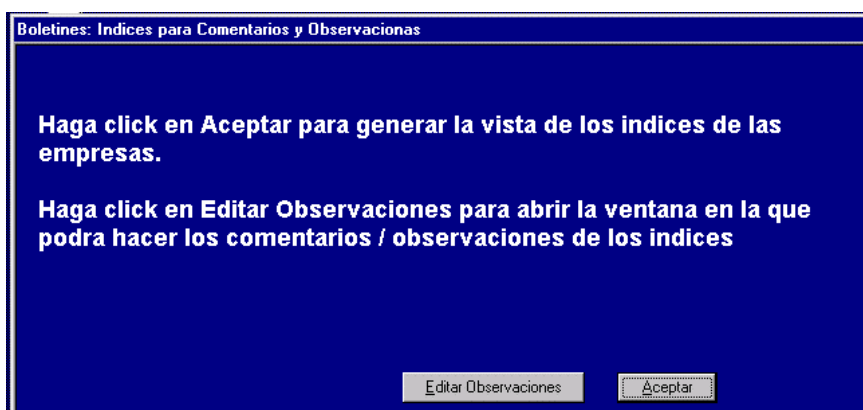 Boletines: Indices para Comentarios y Observacionas
Haga click en Aceptar para generar la vista de los indices de las
empresas.
Haga click en Editar Observaciones para abrir la ventana en la que
podra hacer los comentarios / observaciones de los indices
Editar Observaciones
Aceptar